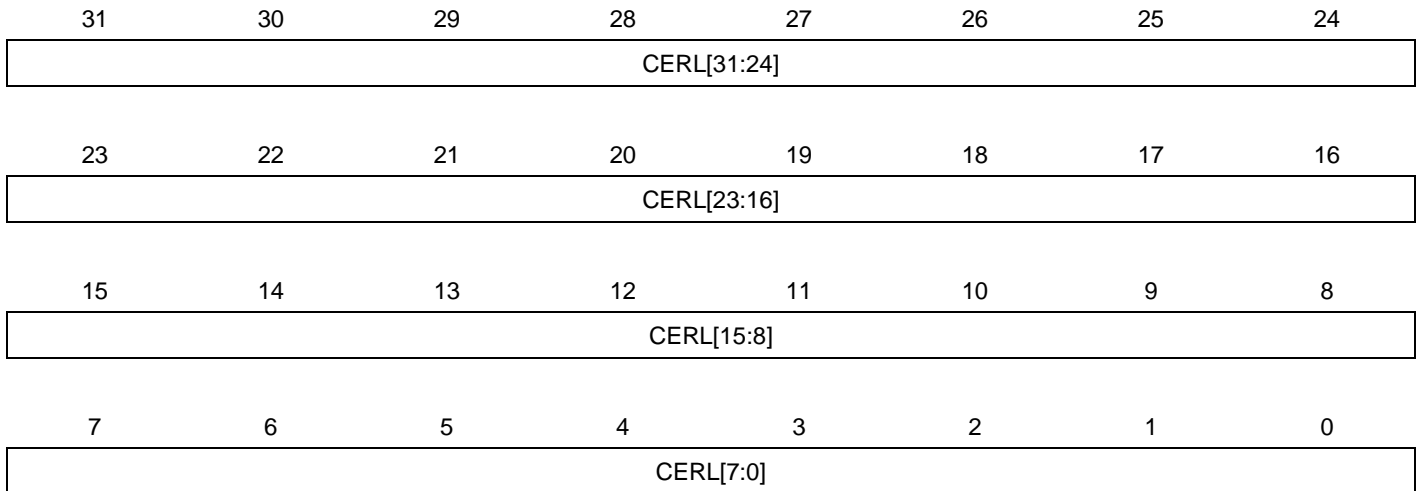 31 30 29 28 27 26 25 24
CERL[31:24]
23 22 21 20 19 18 17 16
CERL[23:16]
15 14 13 12 11 10 9 8
CERL[15:8]
7 6 5 4 3 2 1 0
CERL[7:0]